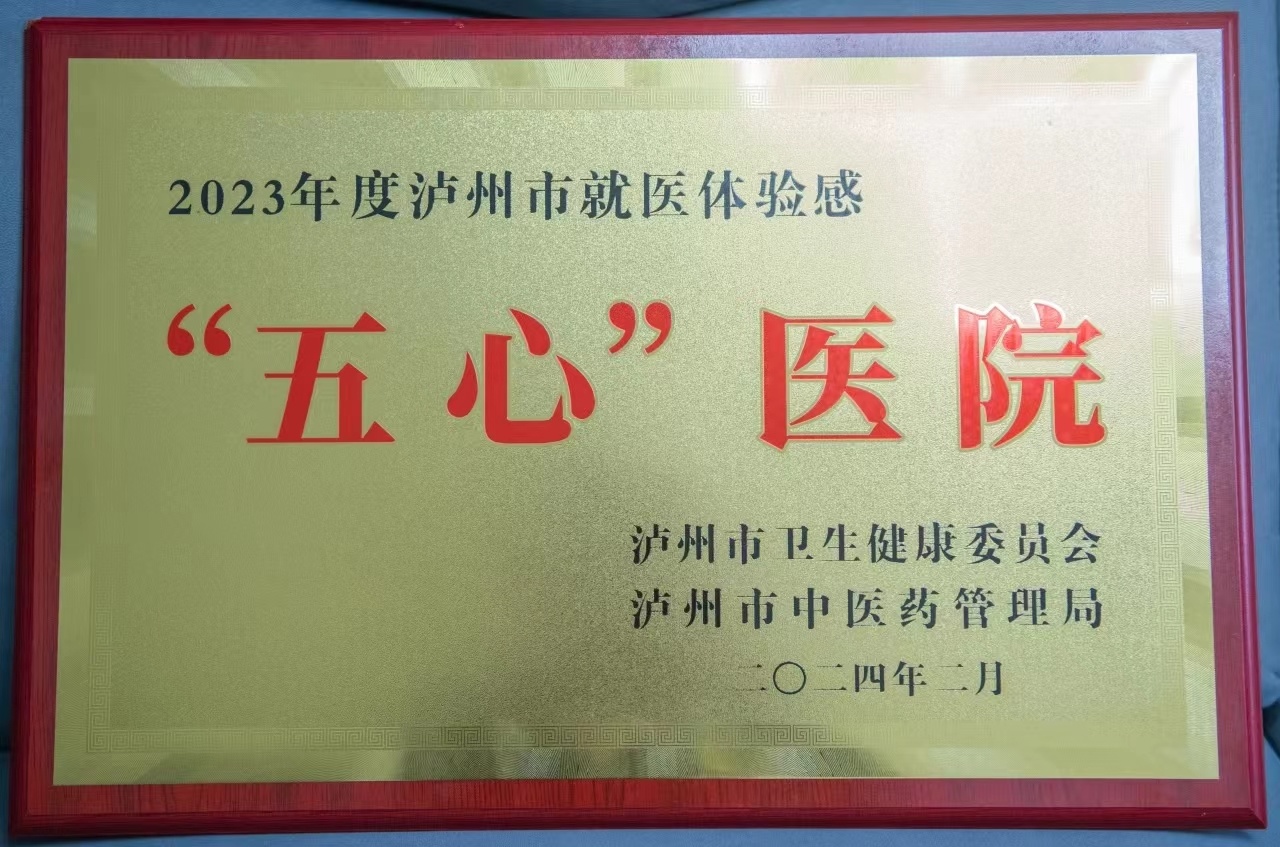 2023年度泸州市就医体验感
“五心”医院
泸州市卫生健康委员会
泸州市中医药管理局
二〇二四年二月